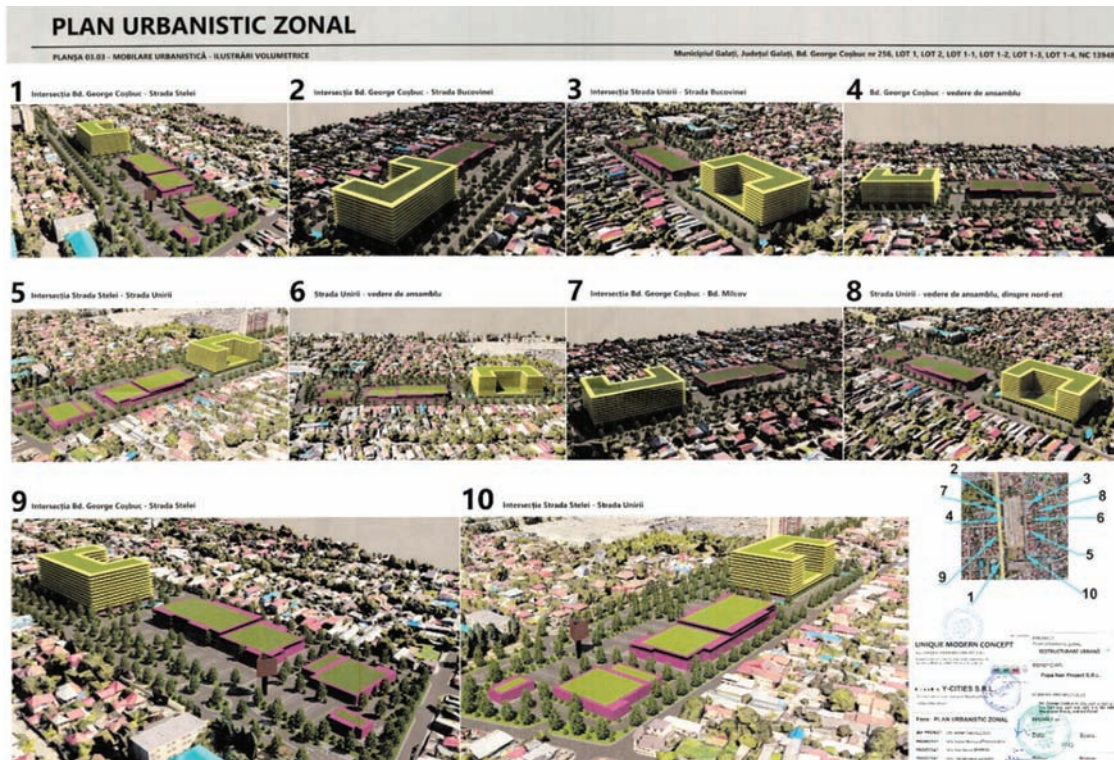 PLAN URBANISTIC ZONAL
PLANȘA 03.03 - MOBILARE URBANISTICĂ - ILUSTRĂRI VOLUMETRICE
Municipiul Galați, Județul Galați, Bd. George Coșbuc nr 256, LOT 1, LOT 2, LOT 1-1, LOT 1-2, LOT 1-3, LOT 1-4, NC 13948
1 Intersecția Bd. George Coșbuc - Strada Stelei
2 Intersecția Bd. George Coșbuc - Strada Bucovinei
3 Intersecția Strada Unirii - Strada Bucovinei
4 Bd. George Coșbuc - vedere de ansamblu
5 Intersecția Strada Stelei - Strada Unirii
6 Strada Unirii - vedere de ansamblu
7 Intersecția Bd. George Coșbuc - Bd. Milcov
8 Strada Unirii - vedere de ansamblu, dinspre nord-est
9 Intersecția Bd. George Coșbuc - Strada Stelei
10 Intersecția Strada Stelei - Strada Unirii
2
3
7
8
4
6
5
9
10
1
UNIQUE MODERN CONCEPT
RESTRUCTURARE URBANĂ
Y-CITIES S.R.L.
Faza: PLAN URBANISTIC ZONAL